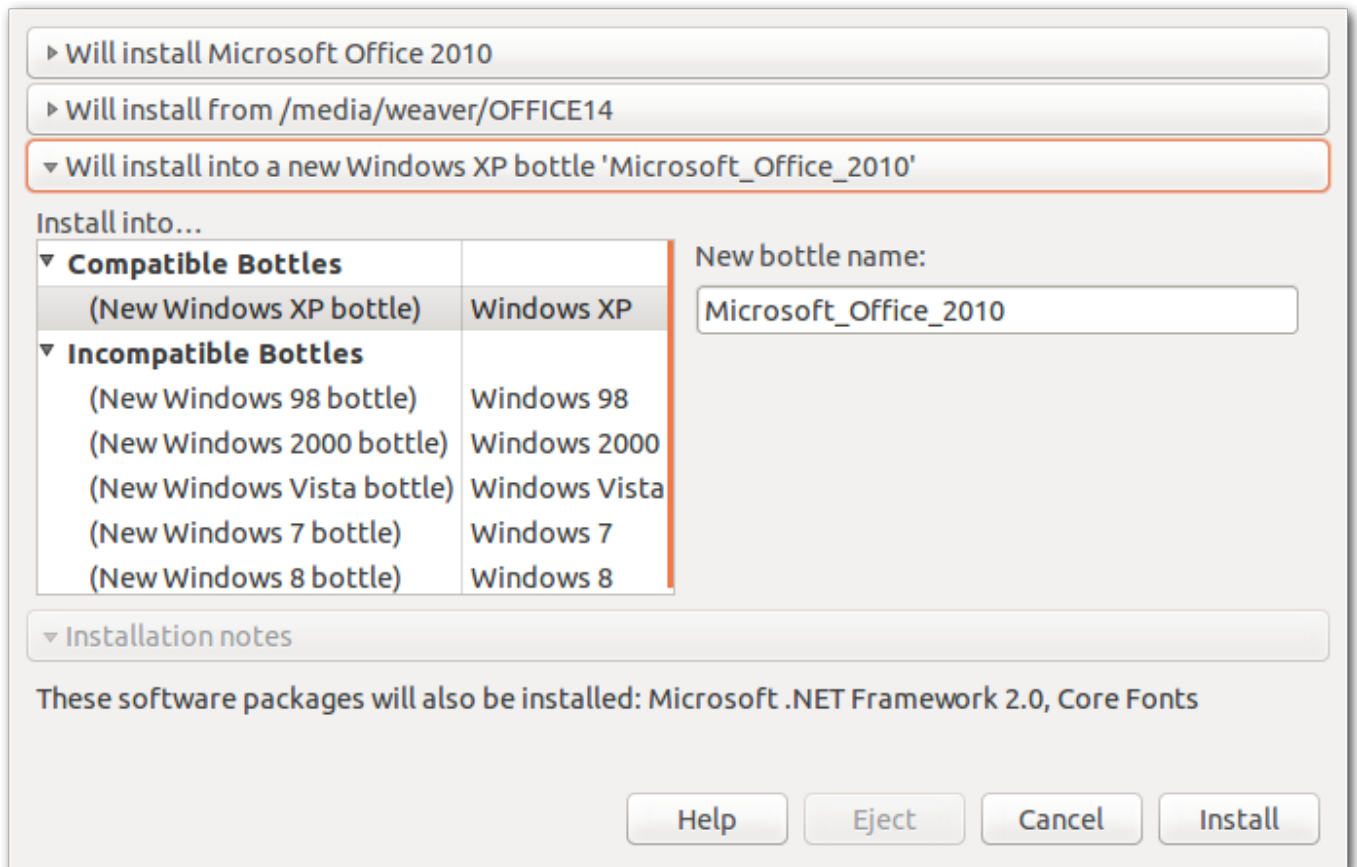 Will install Microsoft Office 2010
Will install from /media/weaver/OFFICE14
Will install into a new Windows XP bottle 'Microsoft_Office_2010'
Install into...
Compatible Bottles
(New Windows XP bottle) Windows XP
Incompatible Bottles
(New Windows 98 bottle) Windows 98
(New Windows 2000 bottle) Windows 2000
(New Windows Vista bottle) Windows Vista
(New Windows 7 bottle) Windows 7
(New Windows 8 bottle) Windows 8
New bottle name:
Microsoft_Office_2010
Installation notes
These software packages will also be installed: Microsoft .NET Framework 2.0, Core Fonts
Help Eject Cancel Install